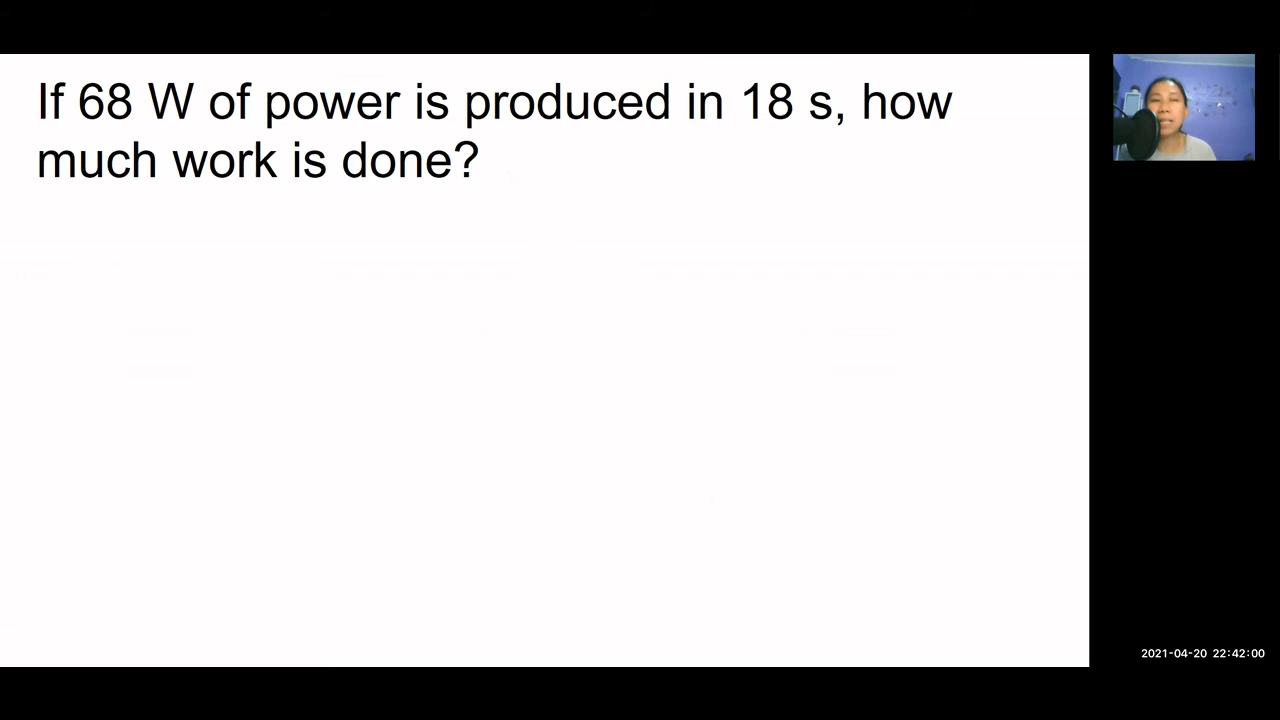 If 68 W of power is produced in 18 s, how
much work is done?
2021-04-20 22:42:00